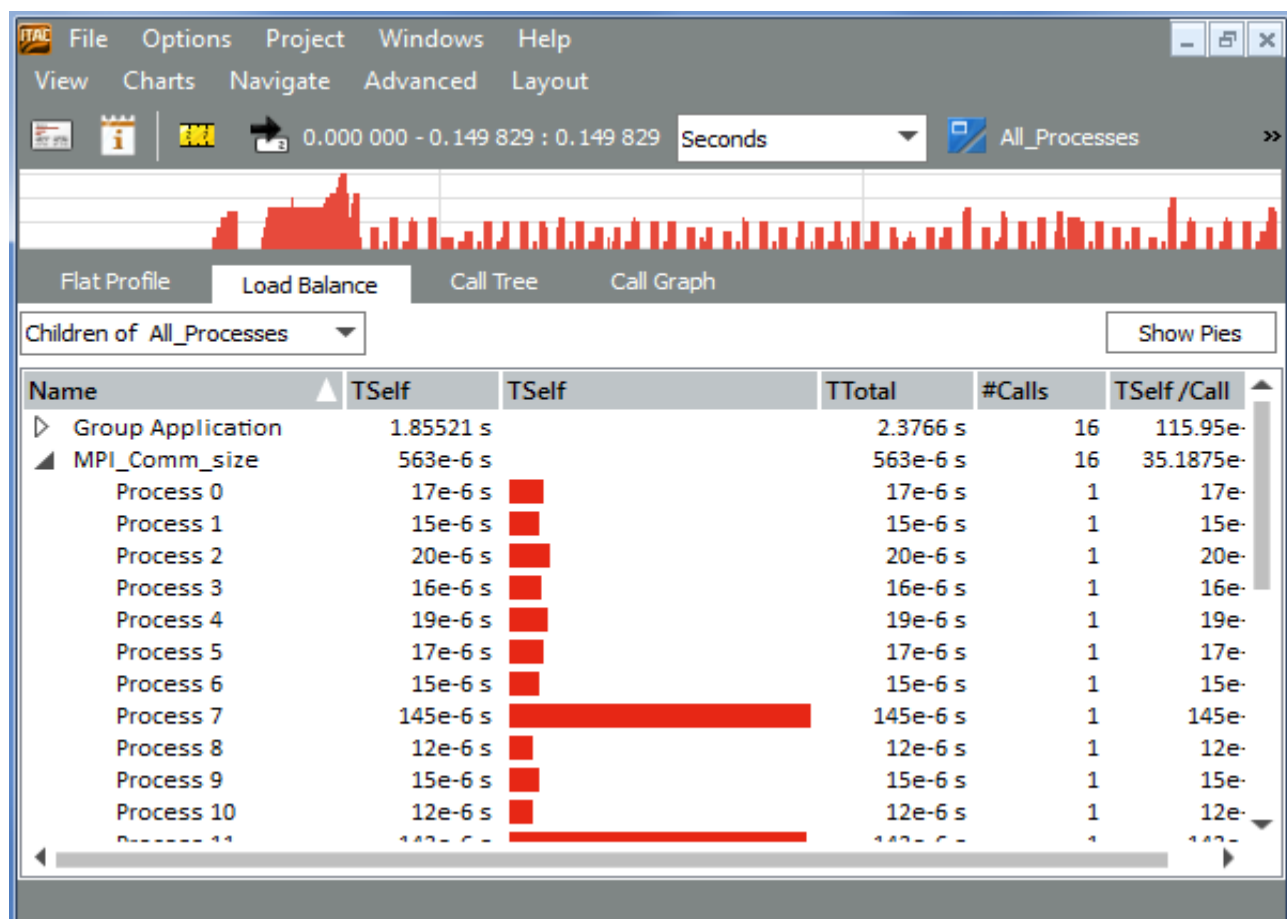 ITAC File Options Project Windows Help
View Charts Navigate Advanced Layout
0.000 000 - 0.149 829 : 0.149 829 Seconds All_Processes »
Flat Profile Load Balance Call Tree Call Graph
Children of All_Processes Show Pies
Name TSelf TSelf TTotal #Calls TSelf /Call
Group Application 1.85521 s 2.3766 s 16 115.95e-
MPI_Comm_size 563e-6 s 563e-6 s 16 35.1875e-
Process 0 17e-6 s 17e-6 s 1 17e-
Process 1 15e-6 s 15e-6 s 1 15e-
Process 2 20e-6 s 20e-6 s 1 20e-
Process 3 16e-6 s 16e-6 s 1 16e-
Process 4 19e-6 s 19e-6 s 1 19e-
Process 5 17e-6 s 17e-6 s 1 17e-
Process 6 15e-6 s 15e-6 s 1 15e-
Process 7 145e-6 s 145e-6 s 1 145e-
Process 8 12e-6 s 12e-6 s 1 12e-
Process 9 15e-6 s 15e-6 s 1 15e-
Process 10 12e-6 s 12e-6 s 1 12e-
Process 11